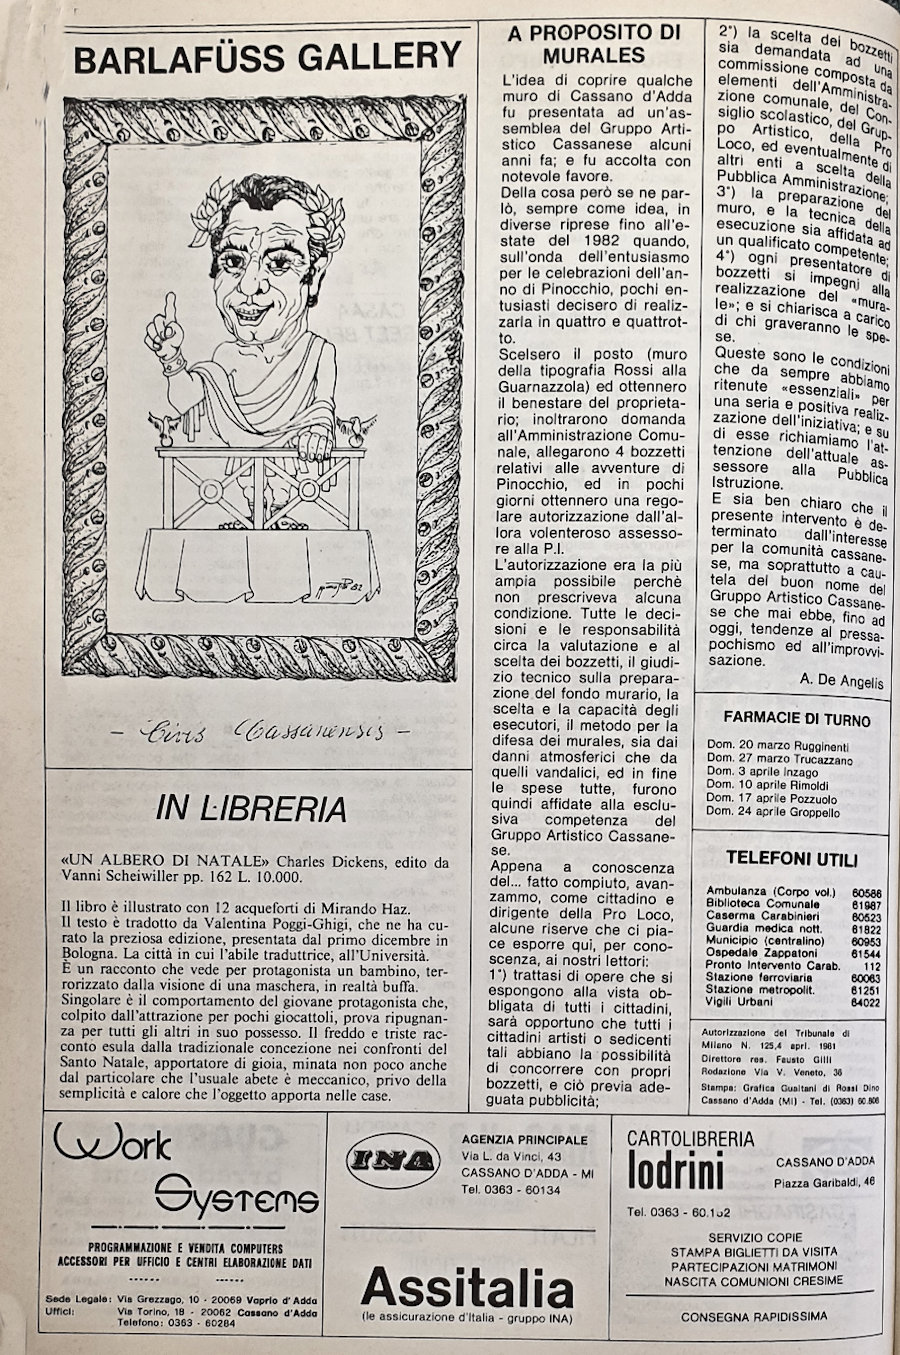 BARLAFÜSS GALLERY
- Civis Cassanensis -
IN LIBRERIA
«UN ALBERO DI NATALE» Charles Dickens, edito da
Vanni Scheiwiller pp. 162 L. 10.000.
Il libro è illustrato con 12 acqueforti di Mirando Haz.
Il testo è tradotto da Valentina Poggi-Ghigi, che ne ha cu-
rato la preziosa edizione, presentata dal primo dicembre in
Bologna. La città in cui l'abile traduttrice, all'Università.
È un racconto che vede per protagonista un bambino, ter-
rorizzato dalla visione di una maschera, in realtà buffa.
Singolare è il comportamento del giovane protagonista che,
colpito dall'attrazione per pochi giocattoli, prova ripugnan-
za per tutti gli altri in suo possesso. Il freddo e triste rac-
conto esula dalla tradizionale concezione nei confronti del
Santo Natale, apportatore di gioia, minata non poco anche
dal particolare che l'usuale abete è meccanico, privo della
semplicità e calore che l'oggetto apporta nelle case.
A PROPOSITO DI
MURALES
L'idea di coprire qualche
muro di Cassano d'Adda
fu presentata ad un'as-
semblea del Gruppo Arti-
stico Cassanese alcuni
anni fa; e fu accolta con
notevole favore.
Della cosa però se ne par-
lò, sempre come idea, in
diverse riprese fino all'e-
state del 1982 quando,
sull'onda dell'entusiasmo
per le celebrazioni dell'an-
no di Pinocchio, pochi en-
tusiasti decisero di realiz-
zarla in quattro e quattrot-
to.
Scelsero il posto (muro
della tipografia Rossi alla
Guarnazzola) ed ottennero
il benestare del proprieta-
rio; inoltrarono domanda
all'Amministrazione Comu-
nale, allegarono 4 bozzetti
relativi alle avventure di
Pinocchio, ed in pochi
giorni ottennero una rego-
lare autorizzazione dall'al-
lora volenteroso assesso-
re alla P.I.
L'autorizzazione era la più
ampia possibile perchè
non prescriveva alcuna
condizione. Tutte le deci-
sioni e le responsabilità
circa la valutazione e al
scelta dei bozzetti, il giudi-
zio tecnico sulla prepara-
zione del fondo murario, la
scelta e la capacità degli
esecutori, il metodo per la
difesa dei murales, sia dai
danni atmosferici che da
quelli vandalici, ed in fine
le spese tutte, furono
quindi affidate alla esclu-
siva competenza del
Gruppo Artistico Cassane-
se.
Appena a conoscenza
del... fatto compiuto, avan-
zammo, come cittadino e
dirigente della Pro Loco,
alcune riserve che ci pia-
ce esporre qui, per cono-
scenza, ai nostri lettori:
1°) trattasi di opere che si
espongono alla vista ob-
bligata di tutti i cittadini,
sarà opportuno che tutti i
cittadini artisti o sedicenti
tali abbiano la possibilità
di concorrere con propri
bozzetti, e ciò previa ade-
guata pubblicità;
2°) la scelta dei bozzetti
sia demandata ad una
commissione composta da
elementi dell'Amministra-
zione comunale, del Con-
siglio scolastico, del Grup-
po Artistico, della Pro
Loco, ed eventualmente di
altri enti a scelta della
Pubblica Amministrazione;
3°) la preparazione del
muro, e la tecnica della
esecuzione sia affidata ad
un qualificato competente;
4°) ogni presentatore di
bozzetti si impegni alla
realizzazione del «mura-
le»; e si chiarisca a carico
di chi graveranno le spe-
se.
Queste sono le condizioni
che da sempre abbiamo
ritenute «essenziali» per
una seria e positiva realiz-
zazione dell'iniziativa; e su
di esse richiamiamo l'at-
tenzione dell'attuale as-
sessore alla Pubblica
Istruzione.
E sia ben chiaro che il
presente intervento è de-
terminato dall'interesse
per la comunità cassane-
se, ma soprattutto a cau-
tela del buon nome del
Gruppo Artistico Cassane-
se che mai ebbe, fino ad
oggi, tendenze al pressa-
pochismo ed all'improvvi-
sazione.
A. De Angelis
FARMACIE DI TURNO
Dom. 20 marzo Rugginenti
Dom. 27 marzo Trucazzano
Dom. 3 aprile Inzago
Dom. 10 aprile Rimoldi
Dom. 17 aprile Pozzuolo
Dom. 24 aprile Groppello
TELEFONI UTILI
Ambulanza (Corpo vol.) 60586
Biblioteca Comunale 61987
Caserma Carabinieri 60523
Guardia medica nott. 61822
Municipio (centralino) 60953
Ospedale Zappatoni 61544
Pronto Intervento Carab. 112
Stazione ferroviaria 60063
Stazione metropolit. 61251
Vigili Urbani 64022
Autorizzazione del Tribunale di
Milano N. 125,4 apri. 1981
Direttore res. Fausto Gilli
Redazione Via V. Veneto, 36
Stampa: Grafica Gualtani di Rossi Dino
Cassano d'Adda (MI) - Tel. (0363) 60.806
Work
Systems
PROGRAMMAZIONE E VENDITA COMPUTERS
ACCESSORI PER UFFICIO E CENTRI ELABORAZIONE DATI
Sede Legale: Via Grezzago, 10 - 20069 Vaprio d'Adda
Uffici: Via Torino, 18 - 20062 Cassano d'Adda
Telefono: 0363 - 60284
INA
AGENZIA PRINCIPALE
Via L. da Vinci, 43
CASSANO D'ADDA - MI
Tel. 0363 - 60134
Assitalia
(le assicurazione d'Italia - gruppo INA)
CARTOLIBRERIA
lodrini
CASSANO D'ADDA
Piazza Garibaldi, 46
Tel. 0363 -
SERVIZIO COPIE
STAMPA BIGLIETTI DA VISITA
PARTECIPAZIONI MATRIMONI
NASCITA COMUNIONI CRESIME
CONSEGNA RAPIDISSIMA